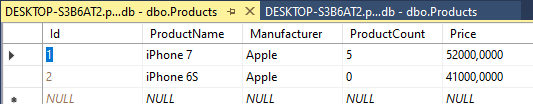 DESKTOP-S3B6AT2.p...db - dbo.Products DESKTOP-S3B6AT2.p...db - dbo.Products
Id ProductName Manufacturer ProductCount Price
1 iPhone 7 Apple 5 52000,0000
2 iPhone 6S Apple 0 41000,0000
NULL NULL NULL NULL NULL